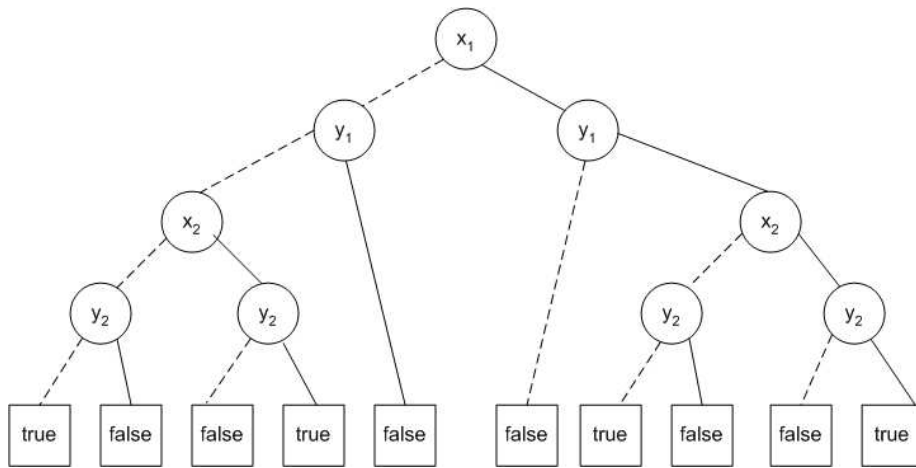 x1
y1 y1
x2 x2
y2 y2 y2 y2
true false false true false false true false false true